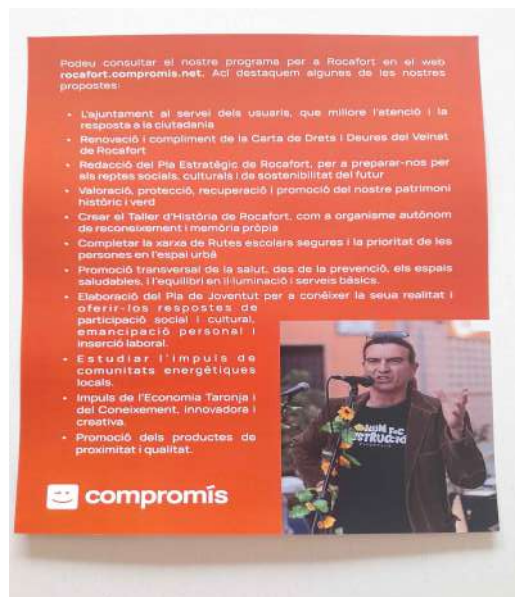 Podeu consultar el nostre programa per a Rocafort en el web
rocafort.compromis.net. Ací destaquem algunes de les nostres
propostes:
• L'ajuntament al servei dels usuaris, que millore l'atenció i la
resposta a la ciutadania
• Renovació i compliment de la Carta de Drets i Deures del Veïnat
de Rocafort
• Redacció del Pla Estratègic de Rocafort, per a preparar-nos per
als reptes socials, culturals i de sostenibilitat del futur
• Valoració, protecció, recuperació i promoció del nostre patrimoni
històric i verd
• Crear el Taller d'Història de Rocafort, com a organisme autònom
de reconeixement i memòria pròpia
• Completar la xarxa de Rutes escolars segures i la prioritat de les
persones en l'espai urbà
• Promoció transversal de la salut, des de la prevenció, els espais
saludables, i l'equilibri en il·luminació i serveis bàsics.
• Elaboració del Pla de Joventut per a conèixer la seua realitat i
oferir-los respostes de
participació social i cultural,
emancipació personal i
inserció laboral.
• Estudiar l'impuls de
comunitats energètiques
locals.
• Impuls de l'Economia Taronja i
del Coneixement, innovadora i
creativa.
• Promoció dels productes de
proximitat i qualitat.
compromís